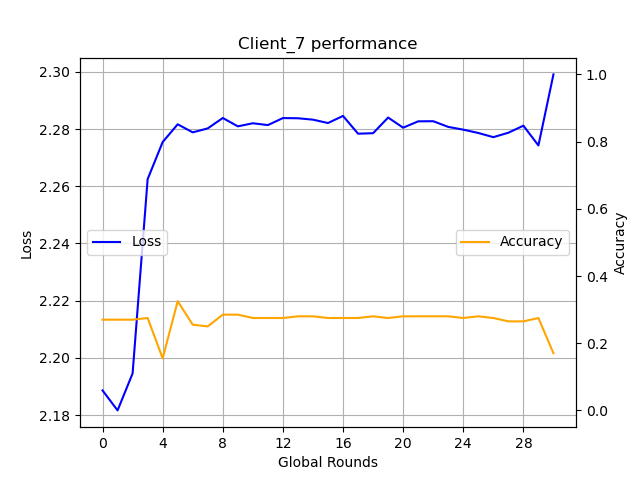 Client_7 performance
2.30
2.28
2.26
2.24
2.22
2.20
2.18
Loss
Loss
Accuracy
1.0
0.8
0.6
0.4
0.2
0.0
Accuracy
0 4 8 12 16 20 24 28
Global Rounds